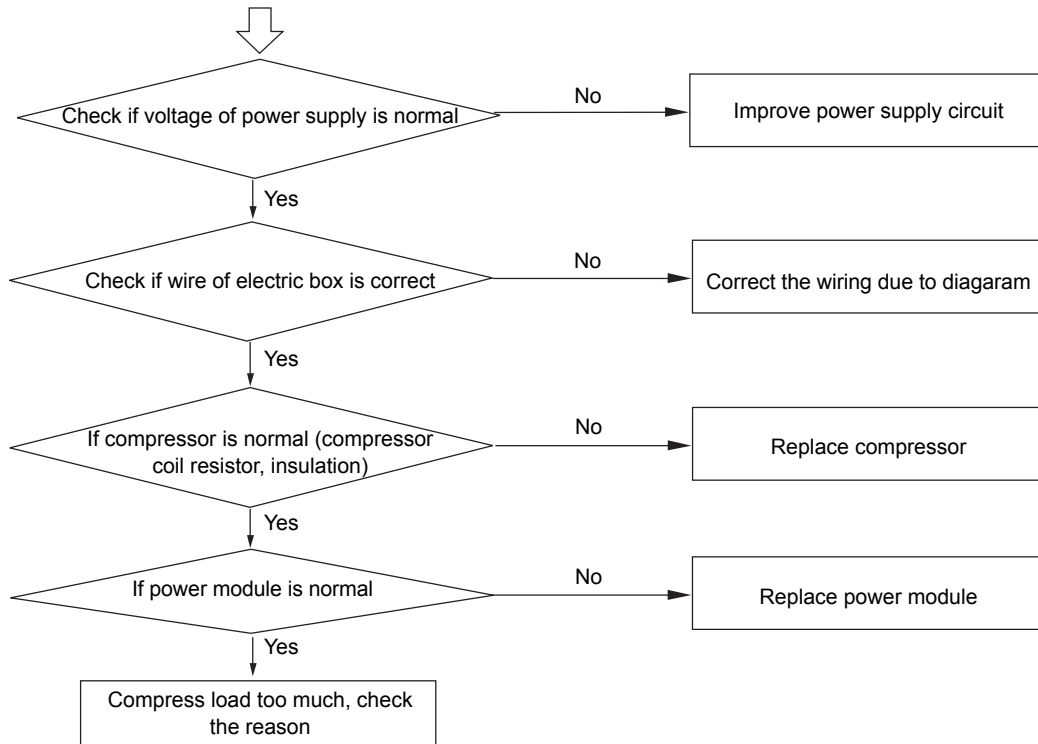 Check if voltage of power supply is normal
No
Improve power supply circuit
Yes
Check if wire of electric box is correct
No
Correct the wiring due to diagaram
Yes
If compressor is normal (compressor
coil resistor, insulation)
No
Replace compressor
Yes
If power module is normal
No
Replace power module
Yes
Compress load too much, check
the reason